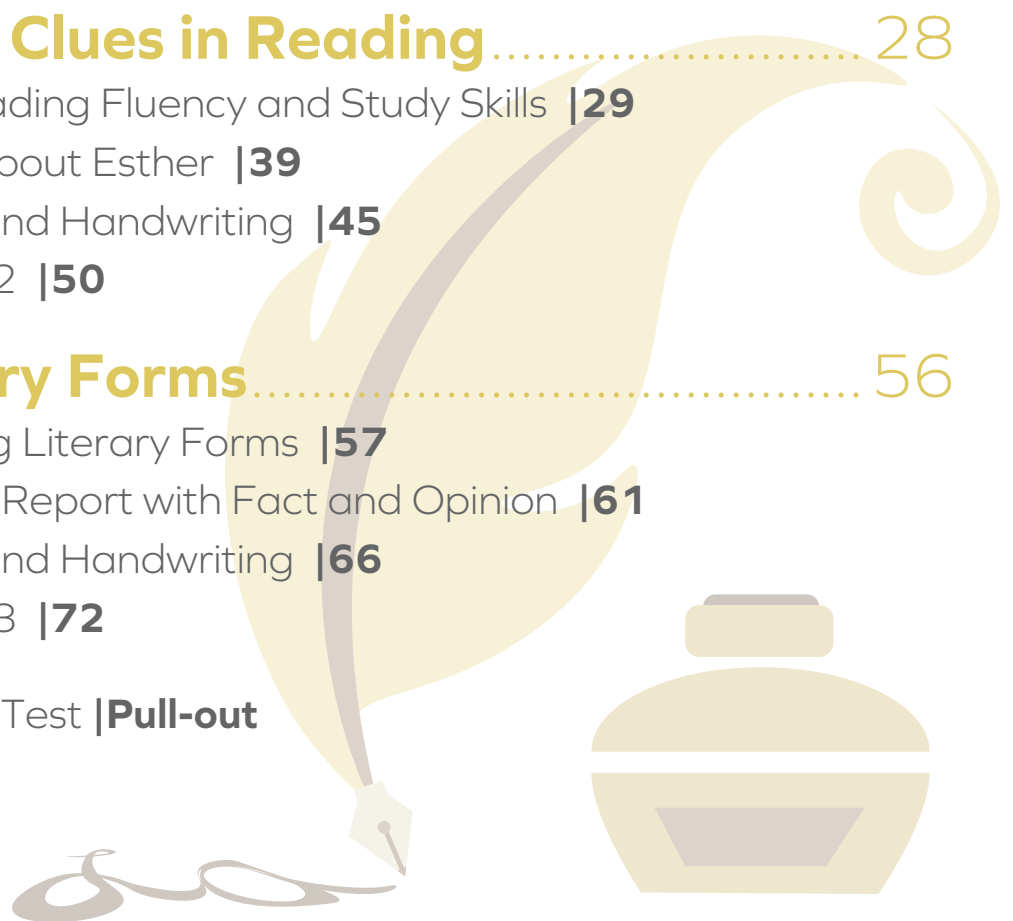 Clues in Reading 28
ading Fluency and Study Skills |29
bout Esther |39
nd Handwriting |45
2 |50
ry Forms 56
g Literary Forms |57
Report with Fact and Opinion |61
nd Handwriting |66
3 |72
Test |Pull-out